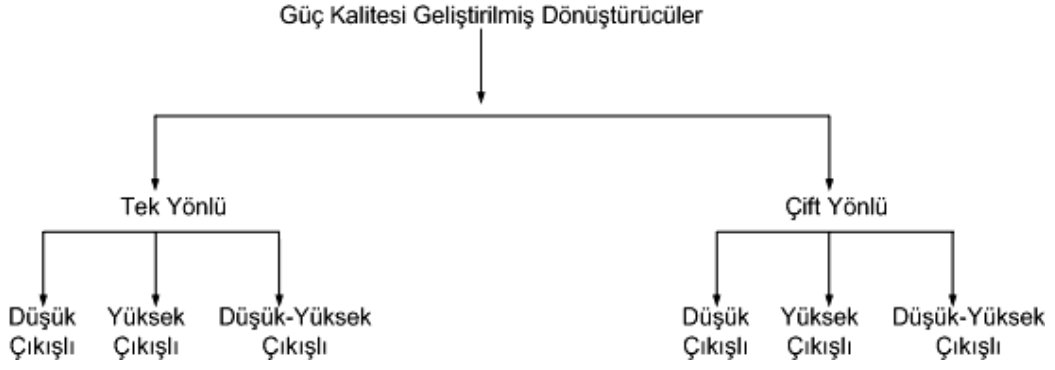 Güç Kalitesi Geliştirilmiş Dönüştürücüler
Tek Yönlü
Çift Yönlü
Düşük
Çıkışlı
Yüksek
Çıkışlı
Düşük-Yüksek
Çıkışlı
Düşük
Çıkışlı
Yüksek
Çıkışlı
Düşük-Yüksek
Çıkışlı